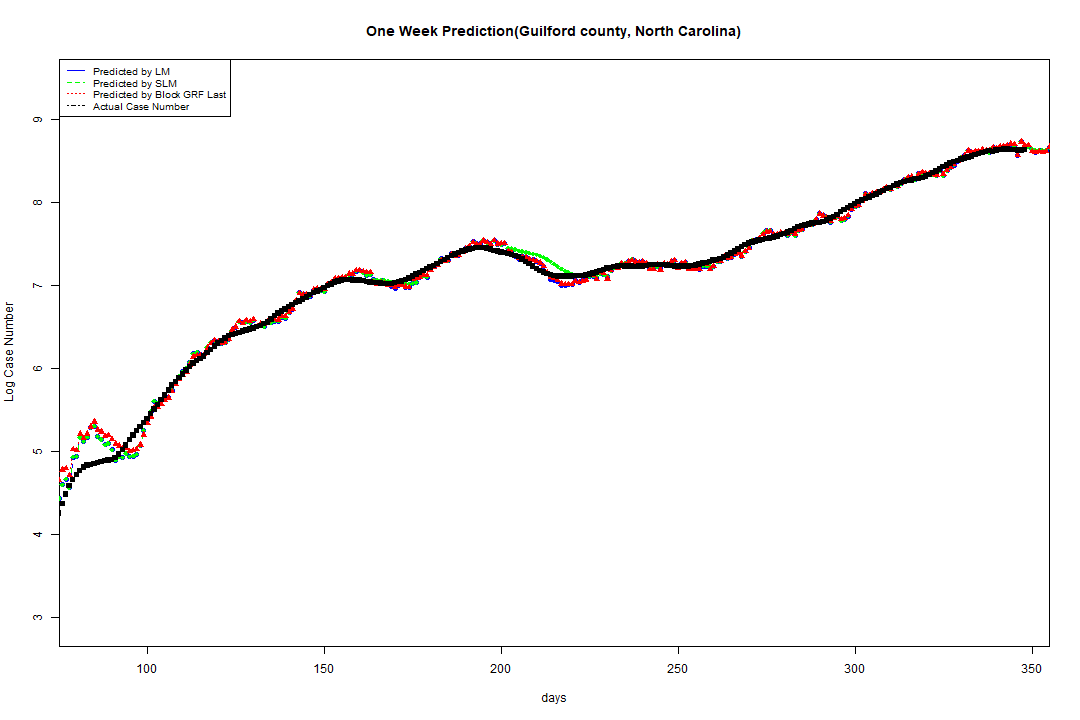 One Week Prediction(Guilford county, North Carolina)
Predicted by LM
Predicted by SLM
Predicted by Block GRF Last
Actual Case Number
Log Case Number
9
8
7
6
5
4
3
100 150 200 250 300 350
days